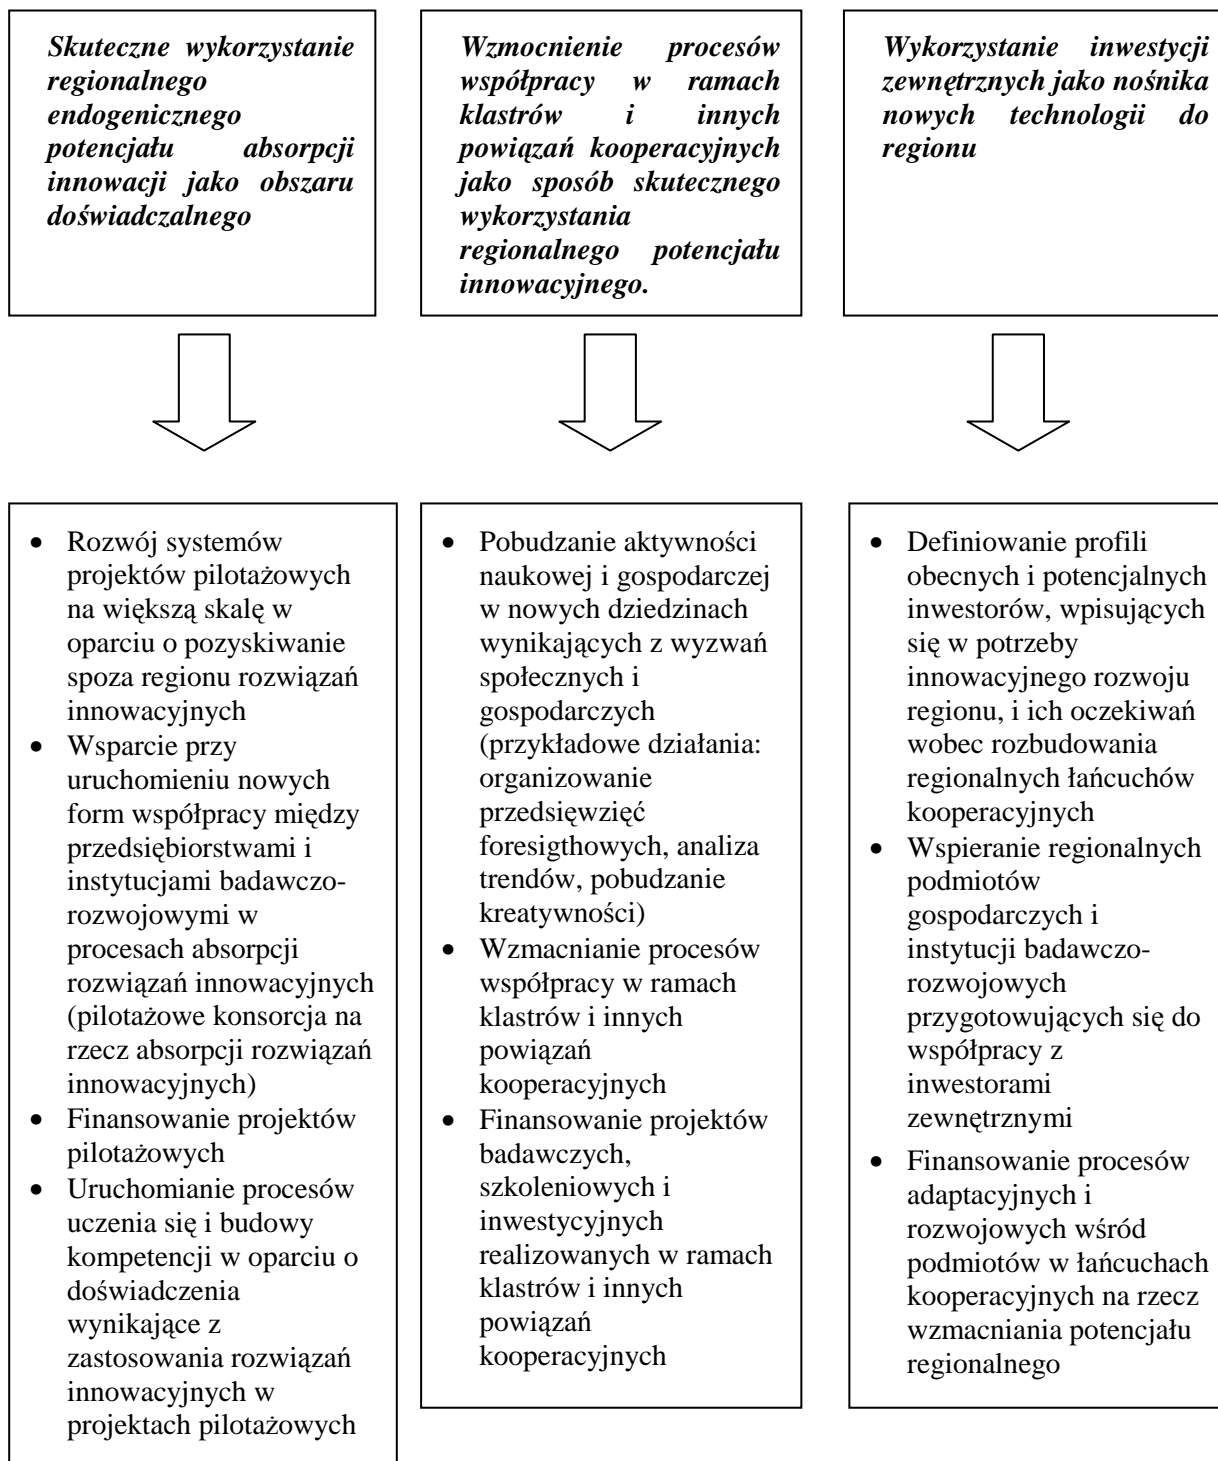 Skuteczne wykorzystanie
regionalnego
endogenicznego
potencjału absorpcji
innowacji jako obszaru
doświadczalnego
Wzmocnienie procesów
współpracy w ramach
klastrów i innych
powiązań kooperacyjnych
jako sposób skutecznego
wykorzystania
regionalnego potencjału
innowacyjnego.
Wykorzystanie inwestycji
zewnętrznych jako nośnika
nowych technologii do
regionu
• Rozwój systemów
projektów pilotażowych
na większą skalę w
oparciu o pozyskiwanie
spoza regionu rozwiązań
innowacyjnych
• Wsparcie przy
uruchomieniu nowych
form współpracy między
przedsiębiorstwami i
instytucjami badawczo-
rozwojowymi w
procesach absorpcji
rozwiązań innowacyjnych
(pilotażowe konsorcja na
rzecz absorpcji rozwiązań
innowacyjnych)
• Finansowanie projektów
pilotażowych
• Uruchomianie procesów
uczenia się i budowy
kompetencji w oparciu o
doświadczenia
wynikające z
zastosowania rozwiązań
innowacyjnych w
projektach pilotażowych
• Pobudzanie aktywności
naukowej i gospodarczej
w nowych dziedzinach
wynikających z wyzwań
społecznych i
gospodarczych
(przykładowe działania:
organizowanie
przedsięwzięć
foresigthowych, analiza
trendów, pobudzanie
kreatywności)
• Wzmacnianie procesów
współpracy w ramach
klastrów i innych
powiązań
kooperacyjnych
• Finansowanie projektów
badawczych,
szkoleniowych i
inwestycyjnych
realizowanych w ramach
klastrów i innych
powiązań
kooperacyjnych
• Definiowanie profili
obecnych i potencjalnych
inwestorów, wpisujących
się w potrzeby
innowacyjnego rozwoju
regionu, i ich oczekiwań
wobec rozbudowania
regionalnych łańcuchów
kooperacyjnych
• Wspieranie regionalnych
podmiotów
gospodarczych i
instytucji badawczo-
rozwojowych
przygotowujących się do
współpracy z
inwestorami
zewnętrznymi
• Finansowanie procesów
adaptacyjnych i
rozwojowych wśród
podmiotów w łańcuchach
kooperacyjnych na rzecz
wzmacniania potencjału
regionalnego